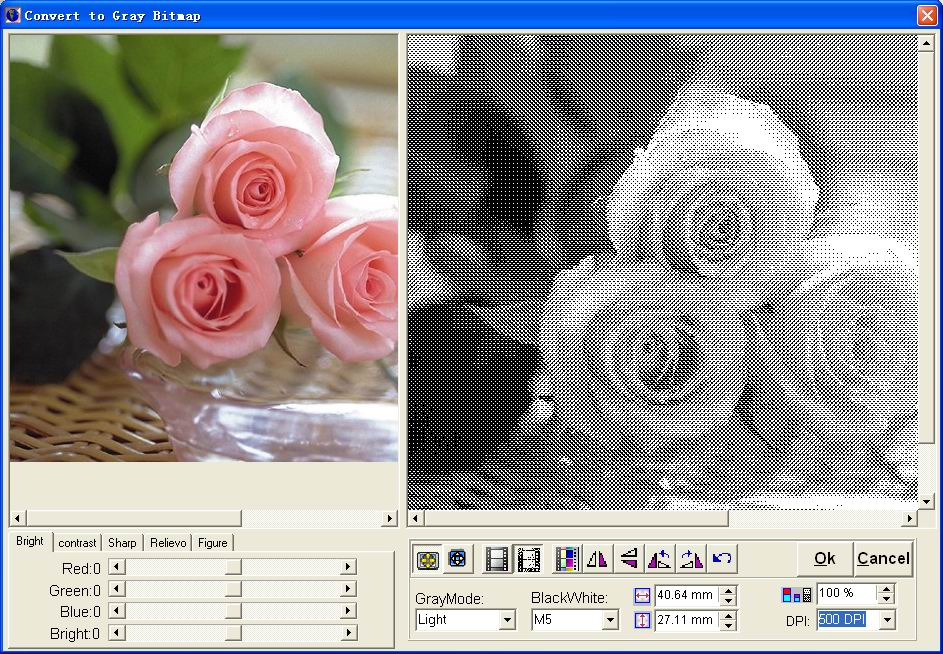 Convert to Gray Bitmap
Bright contrast Sharp Relievo Figure
Red:0
Green:0
Blue:0
Bright:0
Ok Cancel
GrayMode: BlackWhite: 40.64 mm 100 %
Light M5 27.11 mm DPI: 500 DPI